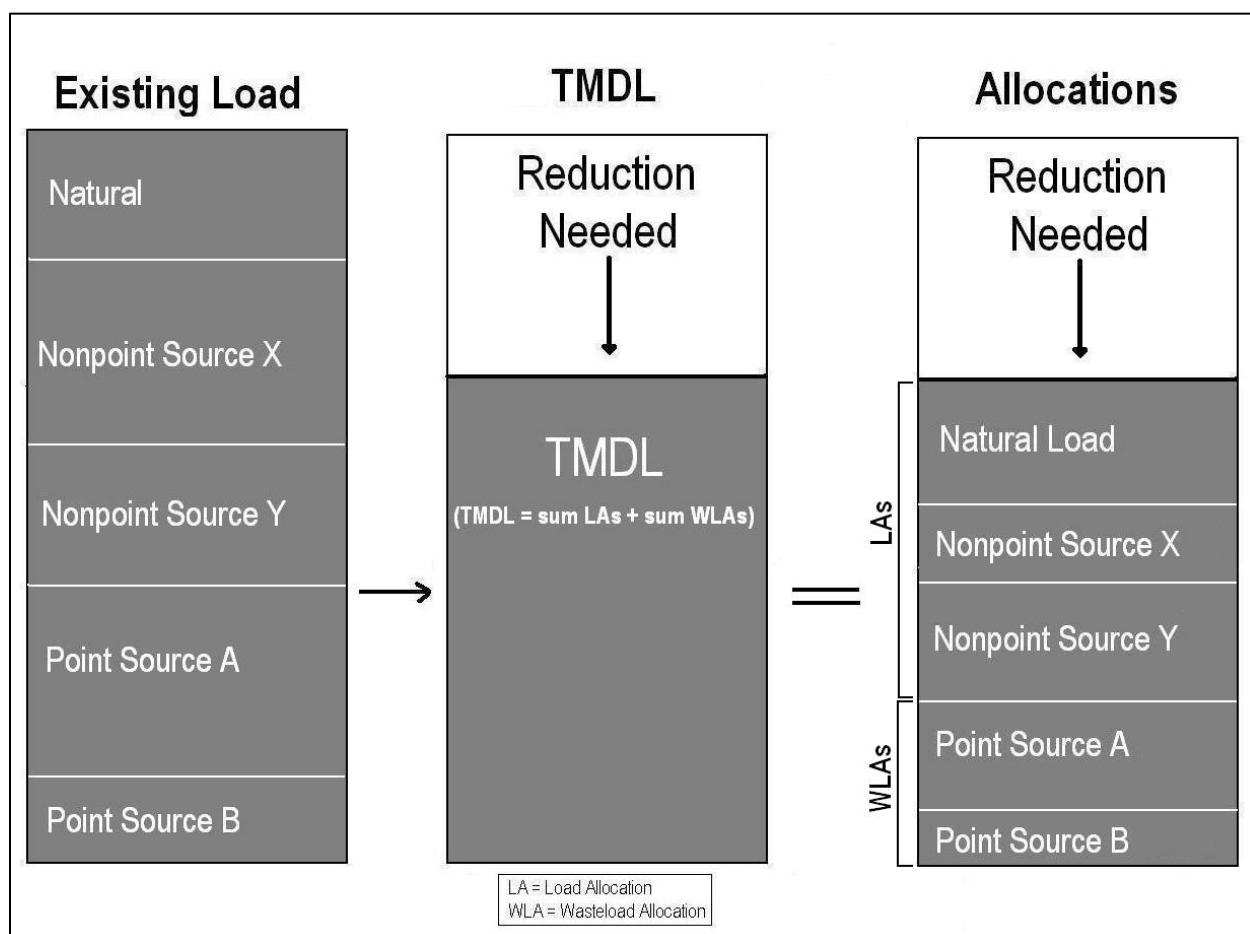 Existing Load
Natural
Nonpoint Source X
Nonpoint Source Y
Point Source A
Point Source B
TMDL
Reduction
Needed
TMDL
(TMDL = sum LAs + sum WLAs)
Allocations
Reduction
Needed
LAs
Natural Load
Nonpoint Source X
Nonpoint Source Y
WLAs
Point Source A
Point Source B
LA = Load Allocation
WLA = Wasteload Allocation